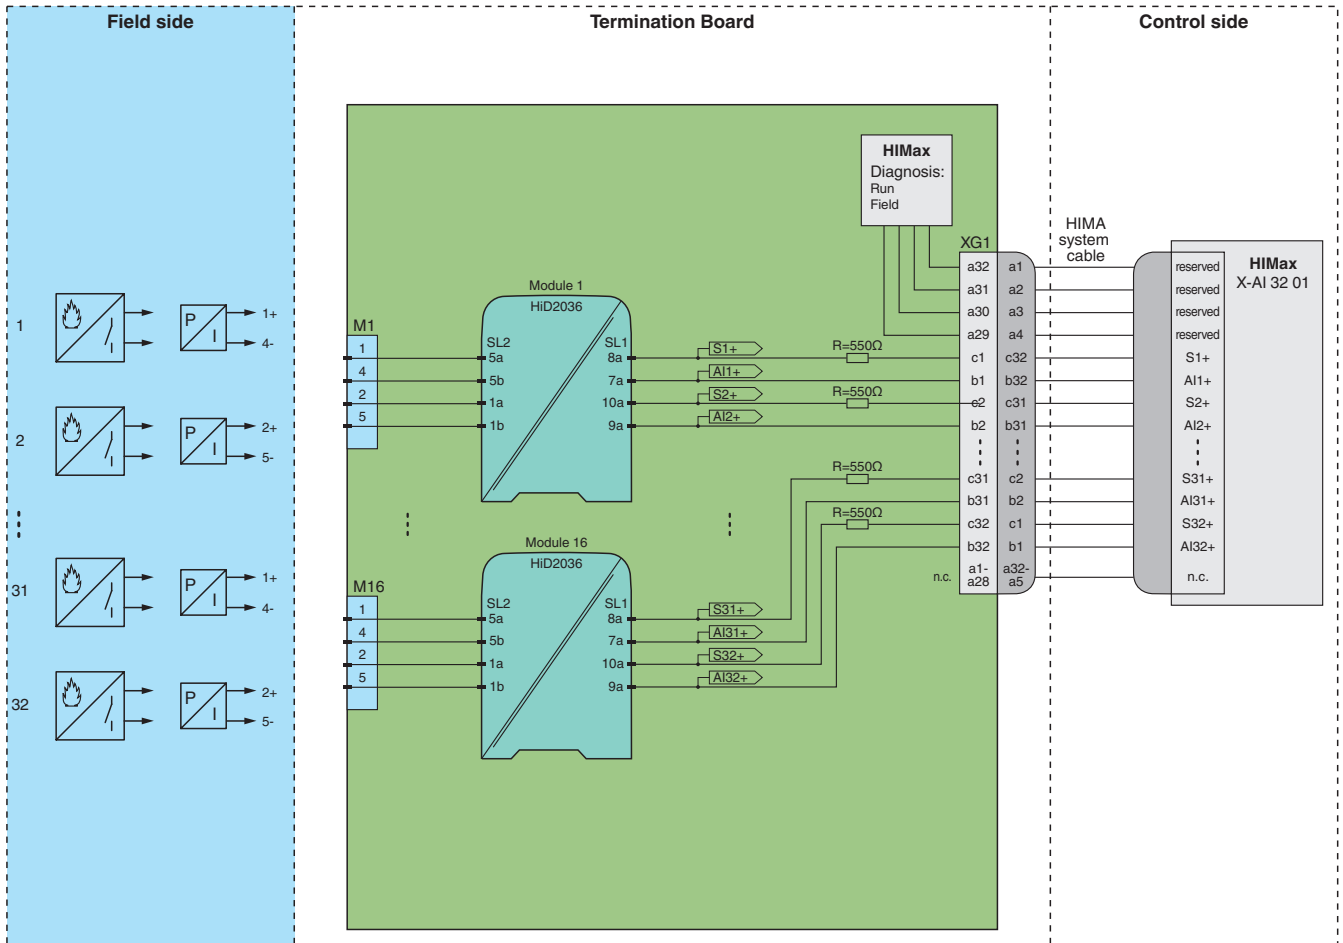 Field side
Termination Board
Control side
HIMax
Diagnosis:
Run
Field
HIMA
system
cable
XG1
HIMax
X-AI 32 01
a32 a1 reserved
a31 a2 reserved
a30 a3 reserved
a29 a4 reserved
c1 c32 S1+
b1 b32 AI1+
c2 c31 S2+
b2 b31 AI2+
c31 c2 S31+
b31 b2 AI31+
c32 c1 S32+
b32 b1 AI32+
n.c. a1- a32- n.c.
a28 a5
1
P
I
1+
4-
2
P
I
2+
5-
31
P
I
1+
4-
32
P
I
2+
5-
M1
1
4
2
5
Module 1
HiD2036
SL2 SL1
5a 8a
5b 7a
1a 10a
1b 9a
S1+ R=550Ω
AI1+
S2+ R=550Ω
AI2+
R=550Ω
R=550Ω
M16
1
4
2
5
Module 16
HiD2036
SL2 SL1
5a 8a
5b 7a
1a 10a
1b 9a
S31+
AI31+
S32+
AI32+